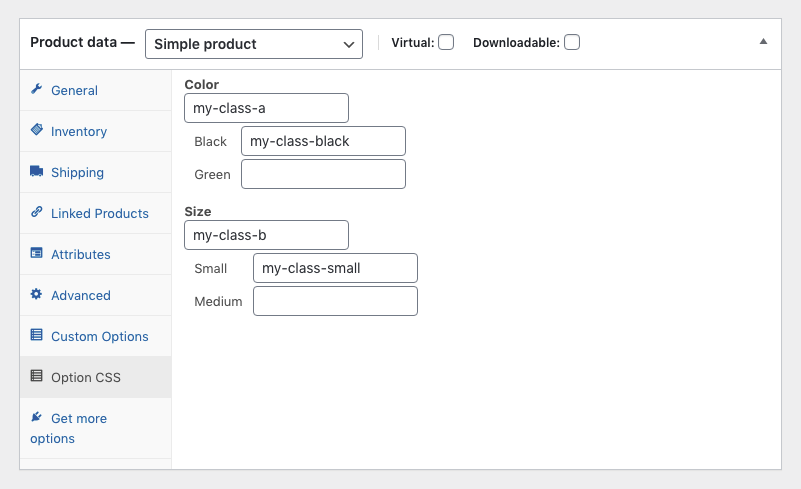 Product data — Simple product Virtual: Downloadable:
General
Inventory
Shipping
Linked Products
Attributes
Advanced
Custom Options
Option CSS
Get more
options
Color
my-class-a
Black my-class-black
Green
Size
my-class-b
Small my-class-small
Medium